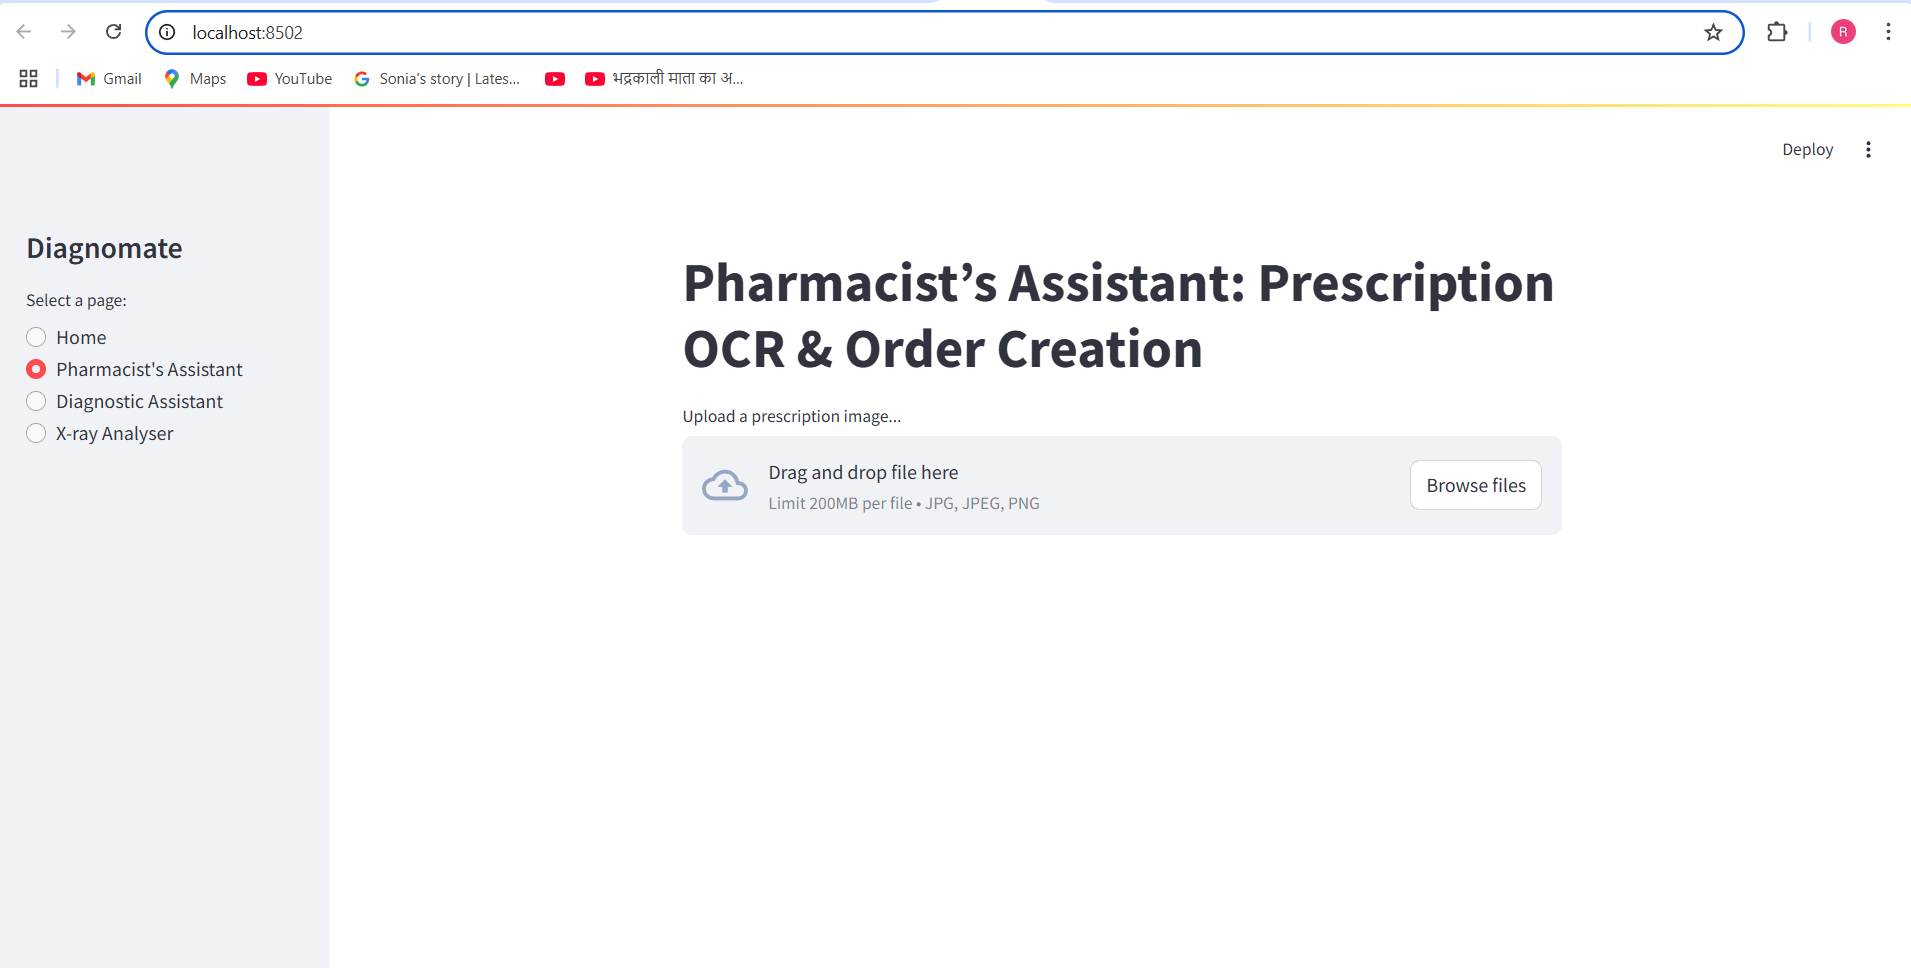 localhost:8502
R
Gmail
Maps
YouTube
Sonia's story | Lates...
भद्रकाली माता का अ...
Deploy
Diagnomate
Select a page:
Home
Pharmacist's Assistant
Diagnostic Assistant
X-ray Analyser
Pharmacist’s Assistant: Prescription
OCR & Order Creation
Upload a prescription image...
Drag and drop file here
Limit 200MB per file • JPG, JPEG, PNG
Browse files